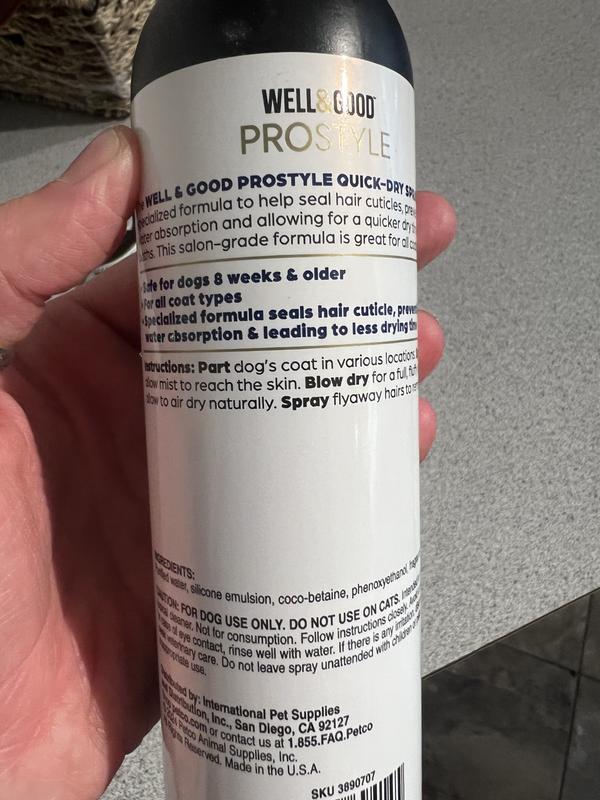 WELL&GOOD
PROSTYLE
WELL & GOOD PROSTYLE QUICK-DRY
specialized formula to help seal hair cuticles,
water absorption and allowing for a quicker dry
This salon-grade formula is great for all
Safe for dogs 8 weeks & older
For all coat types
Specialized formula seals hair cuticle,
water absorption & leading to less drying
Instructions: Part dog's coat in various locations.
allow mist to reach the skin. Blow dry for a full,
allow to air dry naturally. Spray flyaway hairs to
INGREDIENTS:
Purified water, silicone emulsion, coco-betaine, phenoxyethanol,
CAUTION: FOR DOG USE ONLY. DO NOT USE ON CATS.
cleaner. Not for consumption. Follow instructions closely.
of eye contact, rinse well with water. If there is any irritation,
veterinary care. Do not leave spray unattended with children or
use.
Distributed by: International Pet Supplies
Distribution, Inc., San Diego, CA 92127
petco.com or contact us at 1.855.FAQ.Petco
Petco Animal Supplies, Inc.
Rights Reserved. Made in the U.S.A.
SKU 3890707